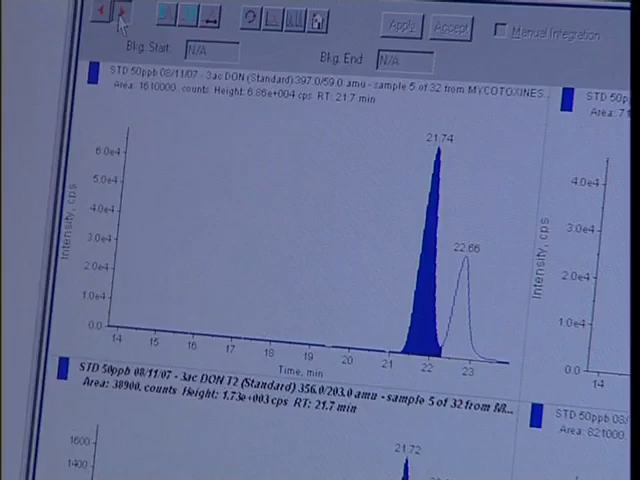 Apply Accept Manual Integration
Bkg. Start: N/A Bkg. End: N/A
STD 50ppb 08/11/07 - 3ac DON (Standard) 397.0/59.0 amu - sample 5 of 32 from MYCOTOXINES...
Area: 1610000. counts Height: 6.86e+004 cps RT: 21.7 min
21.74
22.66
6.0e4
5.0e4
4.0e4
3.0e4
2.0e4
1.0e4
0.0
Intensity, cps
14 15 16 17 18 19 20 21 22 23
Time, min
STD 50p
Area: 71
4.0e4
3.0e4
2.0e4
1.0e4
0.0
Intensity, cps
14
STD 50ppb 08/11/07 - 3ac DON T2 (Standard) 356.0/203.0 amu - sample 5 of 32 from M...
Area: 38900. counts Height: 1.73e+003 cps RT: 21.7 min
1600
1400
21.72
STD 50ppb 08/
Area: 821000.